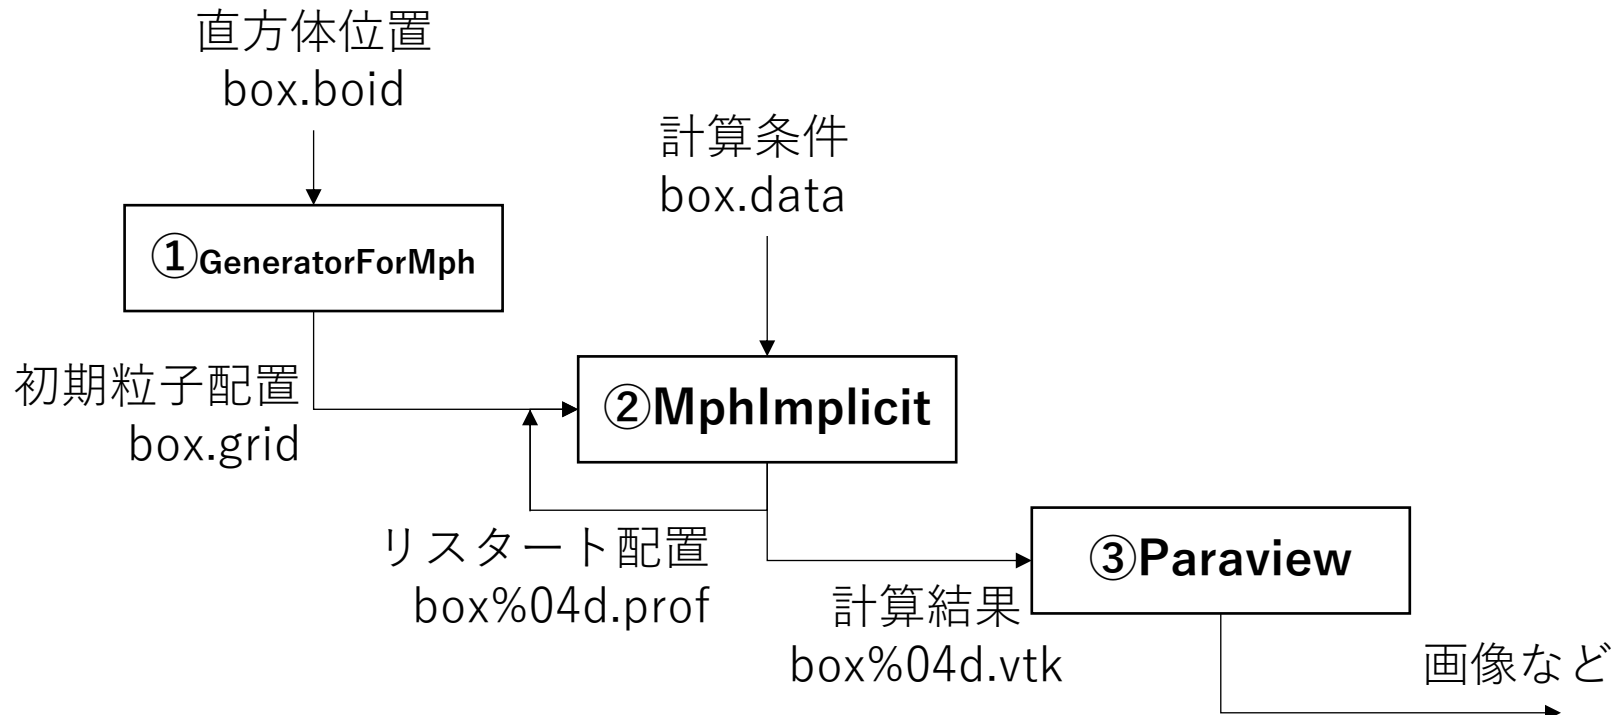 直方体位置
box.boid
計算条件
box.data
①GeneratorForMph
初期粒子配置
box.grid
②MphImplicit
リスタート配置
box%04d.prof
③Paraview
計算結果
box%04d.vtk
画像など